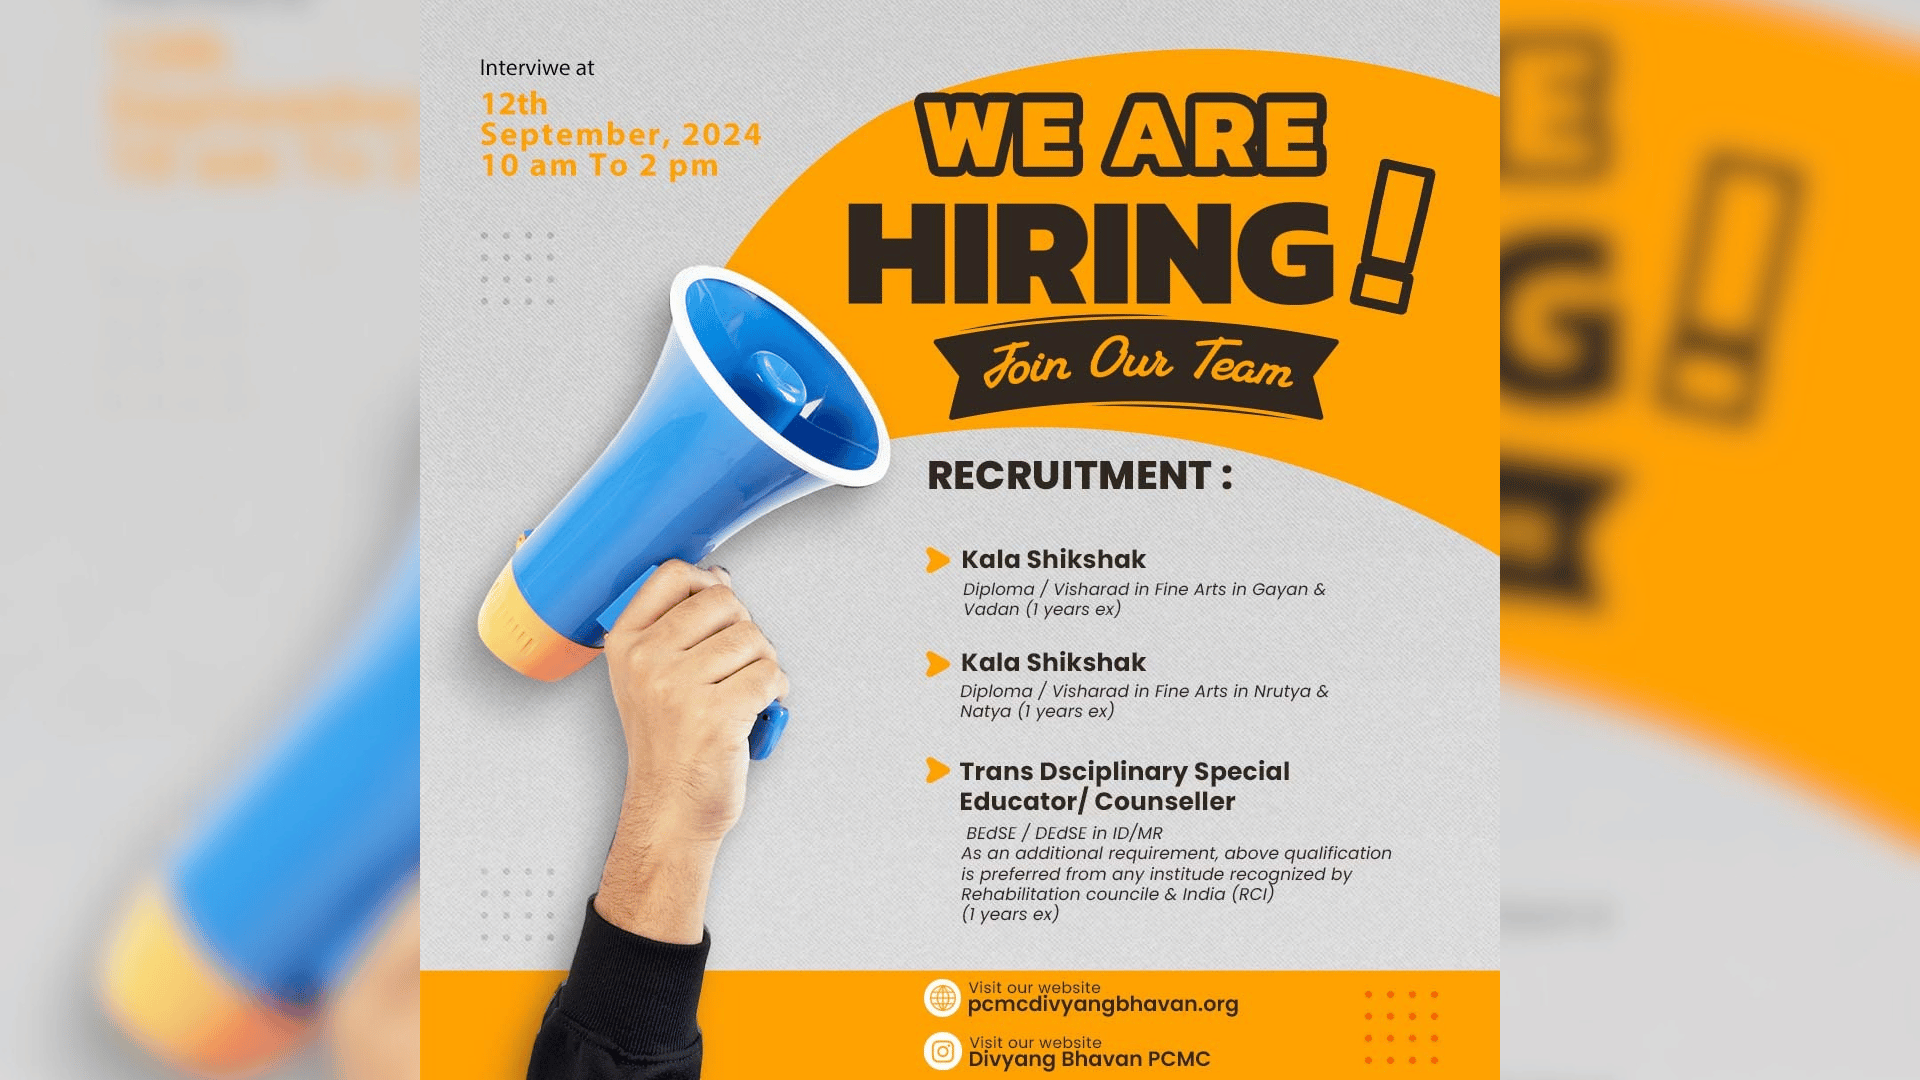 Interviwe at
12th
September, 2024
10 am To 2 pm
WE ARE
HIRING!
Join Our Team
RECRUITMENT :
Kala Shikshak
Diploma / Visharad in Fine Arts in Gayan &
Vadan (1 years ex)
Kala Shikshak
Diploma / Visharad in Fine Arts in Nrutya &
Natya (1 years ex)
Trans Dsciplinary Special
Educator/ Counseller
BEdSE / DEdSE in ID/MR
As an additional requirement, above qualification
is preferred from any institude recognized by
Rehabilitation councile & India (RCI)
(1 years ex)
Visit our website
pcmcdivyangbhavan.org
Visit our website
Divyang Bhavan PCMC